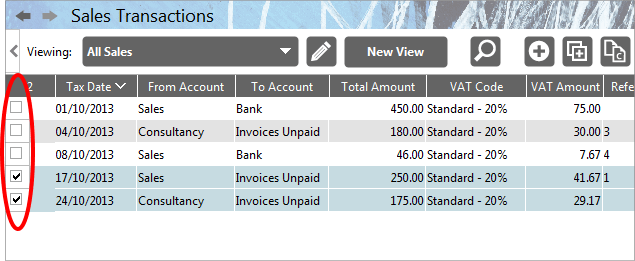 Sales Transactions
Viewing: All Sales New View
2 Tax Date From Account To Account Total Amount VAT Code VAT Amount Refe
01/10/2013 Sales Bank 450.00 Standard - 20% 75.00
04/10/2013 Consultancy Invoices Unpaid 180.00 Standard - 20% 30.00 3
08/10/2013 Sales Bank 46.00 Standard - 20% 7.67 4
17/10/2013 Sales Invoices Unpaid 250.00 Standard - 20% 41.67 1
24/10/2013 Consultancy Invoices Unpaid 175.00 Standard - 20% 29.17